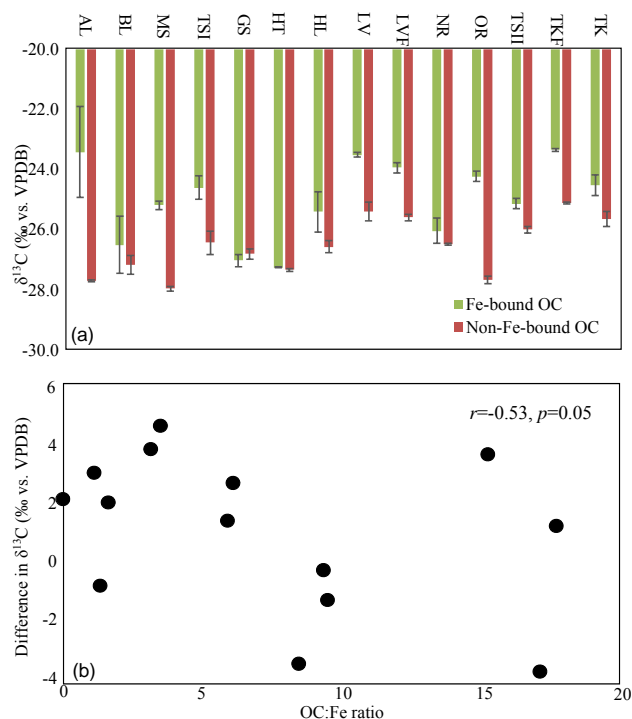 AL BL MS TSI GS HT HL LV LVF NR OR TSII TKF TK
-20.0
-22.0
-24.0
-26.0
-28.0
-30.0
δ13C (‰ vs. VPDB)
Fe-bound OC
Non-Fe-bound OC
(a)
6
4
2
0
-2
-4
Difference in δ13C (‰ vs. VPDB)
r=-0.53, p=0.05
(b)
0 5 10 15 20
OC:Fe ratio